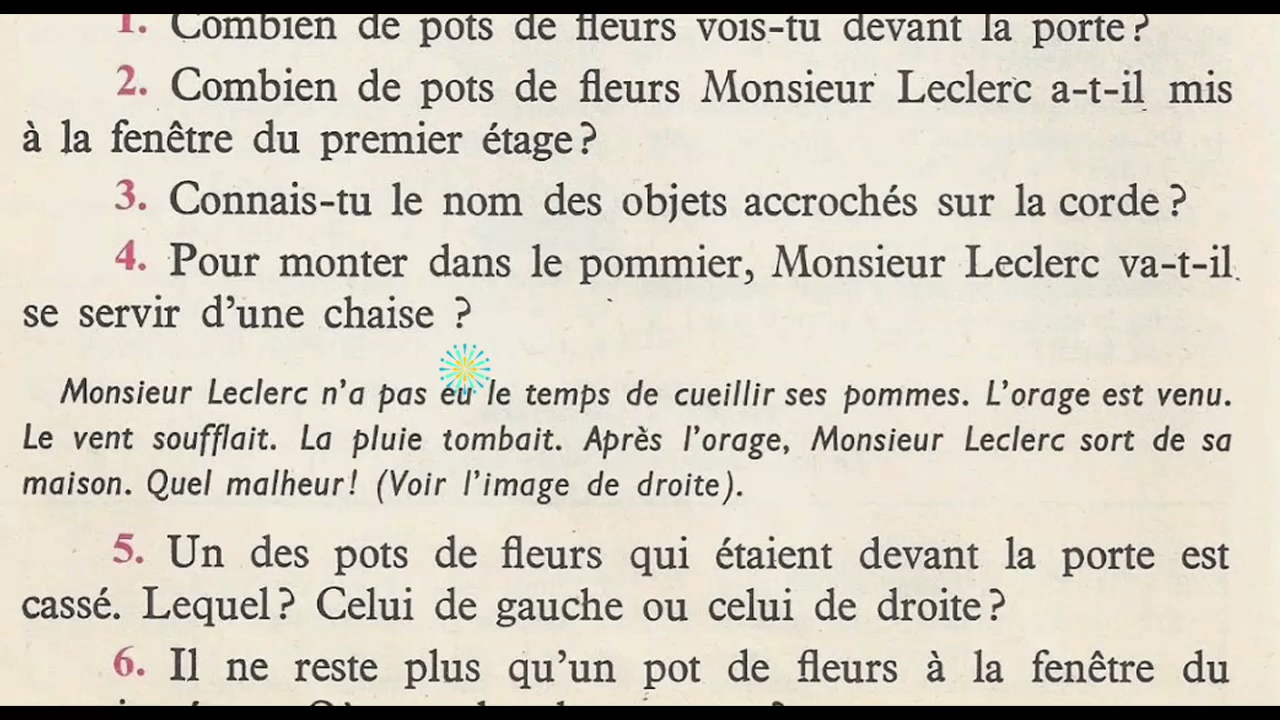 1. Combien de pots de fleurs vois-tu devant la porte ?
2. Combien de pots de fleurs Monsieur Leclerc a-t-il mis
à la fenêtre du premier étage ?
3. Connais-tu le nom des objets accrochés sur la corde ?
4. Pour monter dans le pommier, Monsieur Leclerc va-t-il
se servir d'une chaise ?
Monsieur Leclerc n'a pas eu le temps de cueillir ses pommes. L'orage est venu.
Le vent soufflait. La pluie tombait. Après l'orage, Monsieur Leclerc sort de sa
maison. Quel malheur! (Voir l'image de droite).
5. Un des pots de fleurs qui étaient devant la porte est
cassé. Lequel ? Celui de gauche ou celui de droite ?
6. Il ne reste plus qu'un pot de fleurs à la fenêtre du